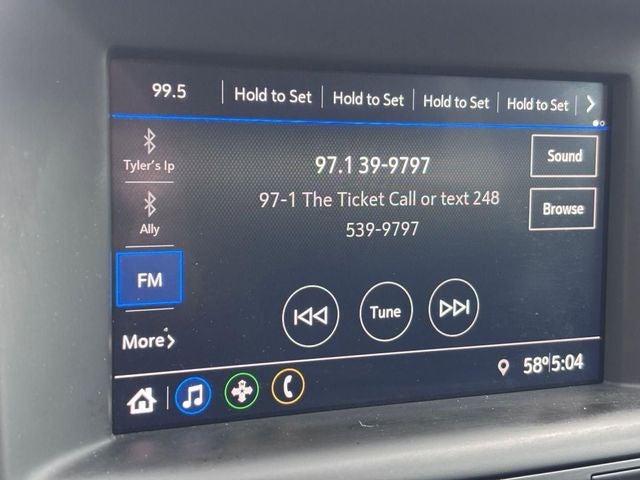 99.5 Hold to Set Hold to Set Hold to Set Hold to Set
Tyler's Ip
Ally
FM
More
97.1 39-9797
97-1 The Ticket Call or text 248
539-9797
Sound
Browse
Tune
58° 5:04